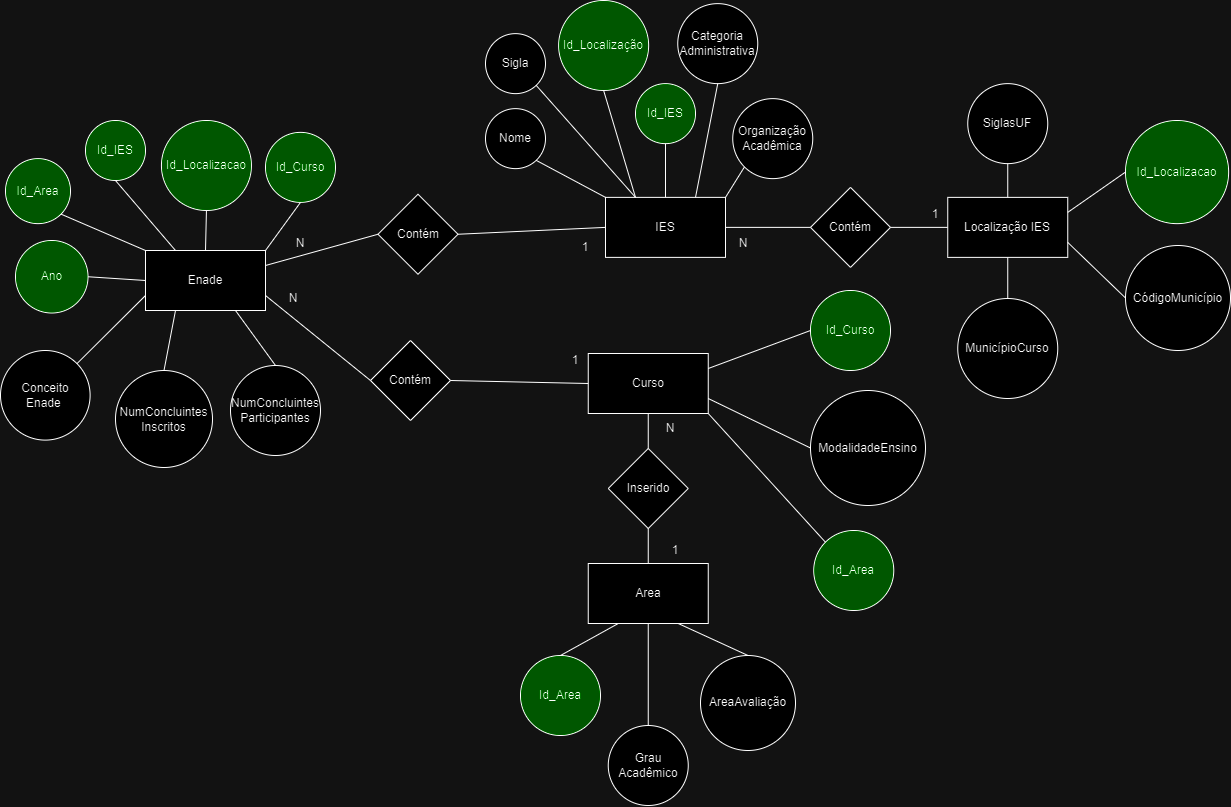 Id_Localização
Categoria
Administrativa
Sigla
Id_IES
Nome
Organização
Acadêmica
SiglasUF
Id_Localizacao
Id_IES
Id_Localizacao
Id_Curso
Id_Area
Contém
IES
Contém
Localização IES
N
1
N
1
Ano
Enade
N
CódigoMunicípio
MunicípioCurso
Id_Curso
1
Contém
Curso
Conceito
Enade
NumConcluintes
Inscritos
NumConcluintes
Participantes
N
ModalidadeEnsino
Inserido
1
Id_Area
Area
Id_Area
AreaAvaliação
Grau
Acadêmico